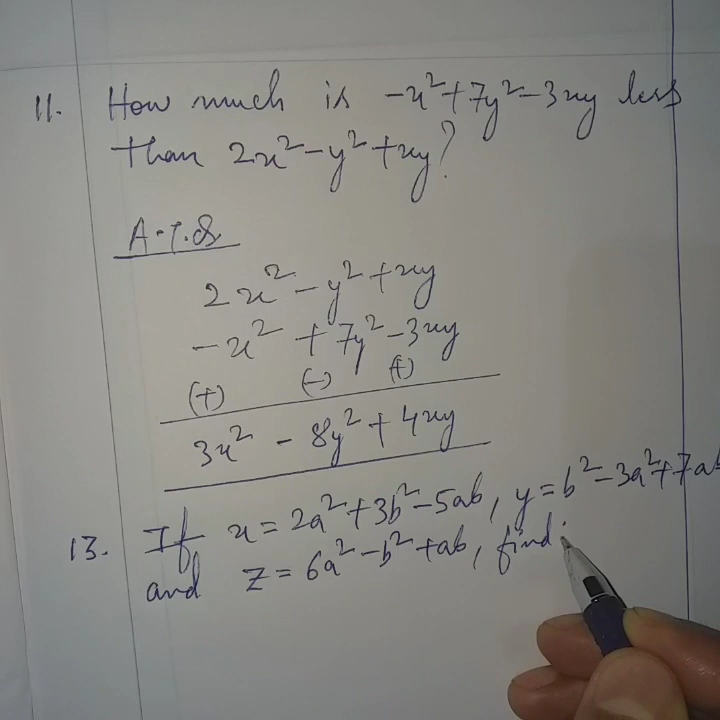 11. How much is -x²+7y²-3xy less
than 2x²-y²+xy?
A.T.Q
2x²-y²+xy
-x²+7y²-3xy
(+) (-) (+)
3x²-8y²+4xy
13. If x=2a²+3b²-5ab, y=b²-3a²+7ab
and z=6a²-b²+ab, find: